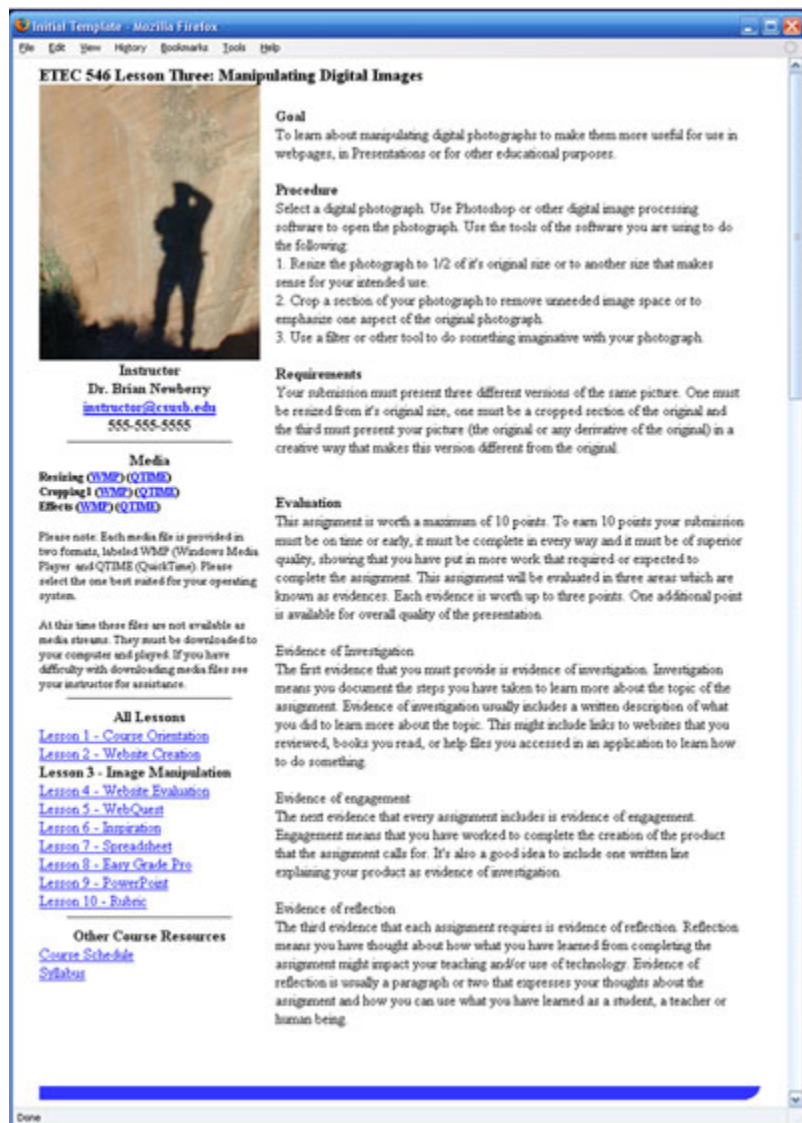 Initial Template - Mozilla Firefox
File Edit View History Bookmarks Tools Help
ETEC 546 Lesson Three: Manipulating Digital Images
Instructor
Dr. Brian Newberry
instructor@csusb.edu
555-555-5555
Media
Resizing (WMP) (QTIME)
Cropping1 (WMP) (QTIME)
Effects (WMP) (QTIME)
Please note: Each media file is provided in
two formats, labeled WMP (Windows Media
Player and QTIME (QuickTime). Please
select the one best suited for your operating
system.
At this time these files are not available as
media streams. They must be downloaded to
your computer and played. If you have
difficulty with downloading media files see
your instructor for assistance.
All Lessons
Lesson 1 - Course Orientation
Lesson 2 - Website Creation
Lesson 3 - Image Manipulation
Lesson 4 - Website Evaluation
Lesson 5 - WebQuest
Lesson 6 - Inspiration
Lesson 7 - Spreadsheet
Lesson 8 - Easy Grade Pro
Lesson 9 - PowerPoint
Lesson 10 - Rubric
Other Course Resources
Course Schedule
Syllabus
Goal
To learn about manipulating digital photographs to make them more useful for use in
webpages, in Presentations or for other educational purposes.
Procedure
Select a digital photograph. Use Photoshop or other digital image processing
software to open the photograph. Use the tools of the software you are using to do
the following:
1. Resize the photograph to 1/2 of it's original size or to another size that makes
sense for your intended use.
2. Crop a section of your photograph to remove unneeded image space or to
emphasize one aspect of the original photograph.
3. Use a filter or other tool to do something imaginative with your photograph.
Requirements
Your submission must present three different versions of the same picture. One must
be resized from it's original size, one must be a cropped section of the original and
the third must present your picture (the original or any derivative of the original) in a
creative way that makes this version different from the original.
Evaluation
This assignment is worth a maximum of 10 points. To earn 10 points your submission
must be on time or early, it must be complete in every way and it must be of superior
quality, showing that you have put in more work that required or expected to
complete the assignment. This assignment will be evaluated in three areas which are
known as evidences. Each evidence is worth up to three points. One additional point
is available for overall quality of the presentation.
Evidence of Investigation
The first evidence that you must provide is evidence of investigation. Investigation
means you document the steps you have taken to learn more about the topic of the
assignment. Evidence of investigation usually includes a written description of what
you did to learn more about the topic. This might include links to websites that you
reviewed, books you read, or help files you accessed in an application to learn how
to do something.
Evidence of engagement
The next evidence that every assignment includes is evidence of engagement.
Engagement means that you have worked to complete the creation of the product
that the assignment calls for. It's also a good idea to include one written line
explaining your product as evidence of investigation.
Evidence of reflection
The third evidence that each assignment requires is evidence of reflection. Reflection
means you have thought about how what you have learned from completing the
assignment might impact your teaching and/or use of technology. Evidence of
reflection is usually a paragraph or two that expresses your thoughts about the
assignment and how you can use what you have learned as a student, a teacher or
human being.
Done